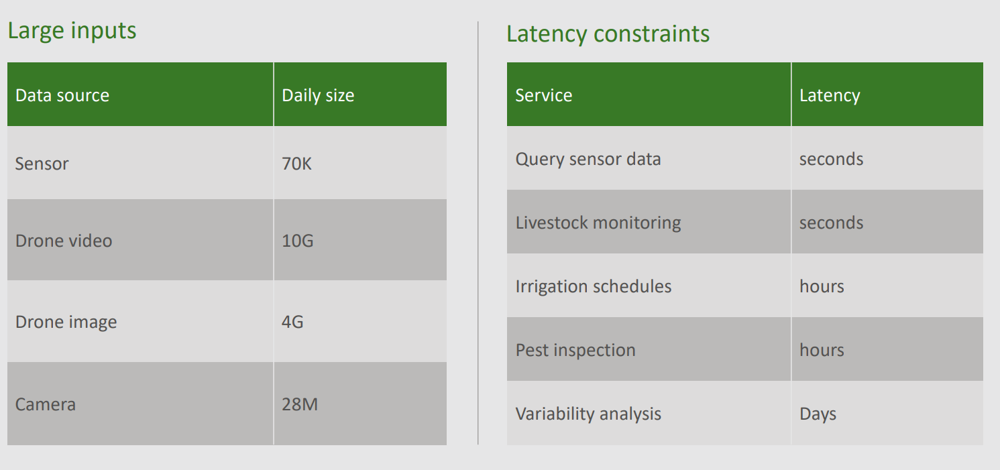 Large inputs
Data source Daily size
Sensor 70K
Drone video 10G
Drone image 4G
Camera 28M
Latency constraints
Service Latency
Query sensor data seconds
Livestock monitoring seconds
Irrigation schedules hours
Pest inspection hours
Variability analysis Days